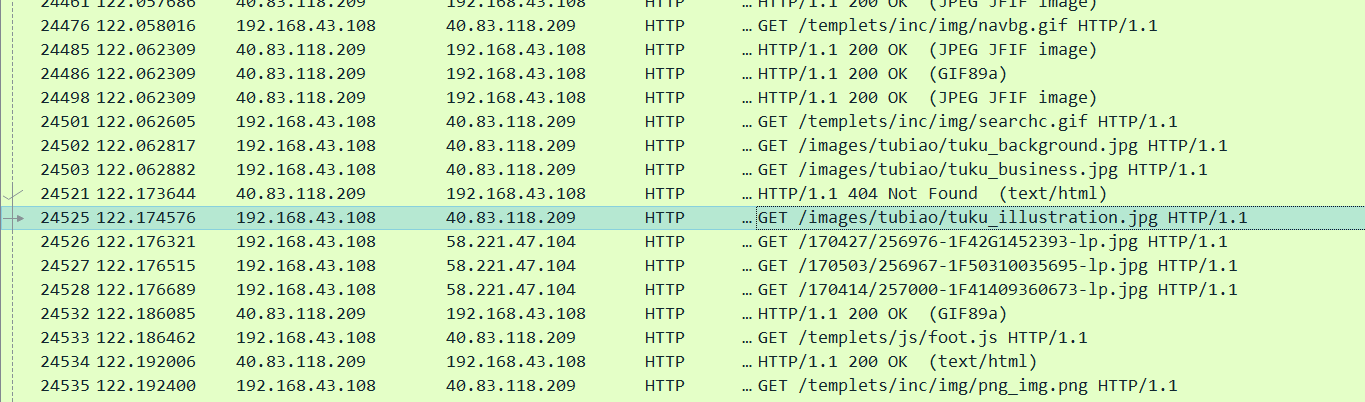 24461 122.057686 40.83.118.209 192.168.43.108 HTTP … HTTP/1.1 200 OK (JPEG JFIF image)
24476 122.058016 192.168.43.108 40.83.118.209 HTTP … GET /templets/inc/img/navbg.gif HTTP/1.1
24485 122.062309 40.83.118.209 192.168.43.108 HTTP … HTTP/1.1 200 OK (JPEG JFIF image)
24486 122.062309 40.83.118.209 192.168.43.108 HTTP … HTTP/1.1 200 OK (GIF89a)
24498 122.062309 40.83.118.209 192.168.43.108 HTTP … HTTP/1.1 200 OK (JPEG JFIF image)
24501 122.062605 192.168.43.108 40.83.118.209 HTTP … GET /templets/inc/img/searchc.gif HTTP/1.1
24502 122.062817 192.168.43.108 40.83.118.209 HTTP … GET /images/tubiao/tuku_background.jpg HTTP/1.1
24503 122.062882 192.168.43.108 40.83.118.209 HTTP … GET /images/tubiao/tuku_business.jpg HTTP/1.1
24521 122.173644 40.83.118.209 192.168.43.108 HTTP … HTTP/1.1 404 Not Found (text/html)
24525 122.174576 192.168.43.108 40.83.118.209 HTTP … GET /images/tubiao/tuku_illustration.jpg HTTP/1.1
24526 122.176321 192.168.43.108 58.221.47.104 HTTP … GET /170427/256976-1F42G1452393-lp.jpg HTTP/1.1
24527 122.176515 192.168.43.108 58.221.47.104 HTTP … GET /170503/256967-1F50310035695-lp.jpg HTTP/1.1
24528 122.176689 192.168.43.108 58.221.47.104 HTTP … GET /170414/257000-1F41409360673-lp.jpg HTTP/1.1
24532 122.186085 40.83.118.209 192.168.43.108 HTTP … HTTP/1.1 200 OK (GIF89a)
24533 122.186462 192.168.43.108 40.83.118.209 HTTP … GET /templets/js/foot.js HTTP/1.1
24534 122.192006 40.83.118.209 192.168.43.108 HTTP … HTTP/1.1 200 OK (text/html)
24535 122.192400 192.168.43.108 40.83.118.209 HTTP … GET /templets/inc/img/png_img.png HTTP/1.1